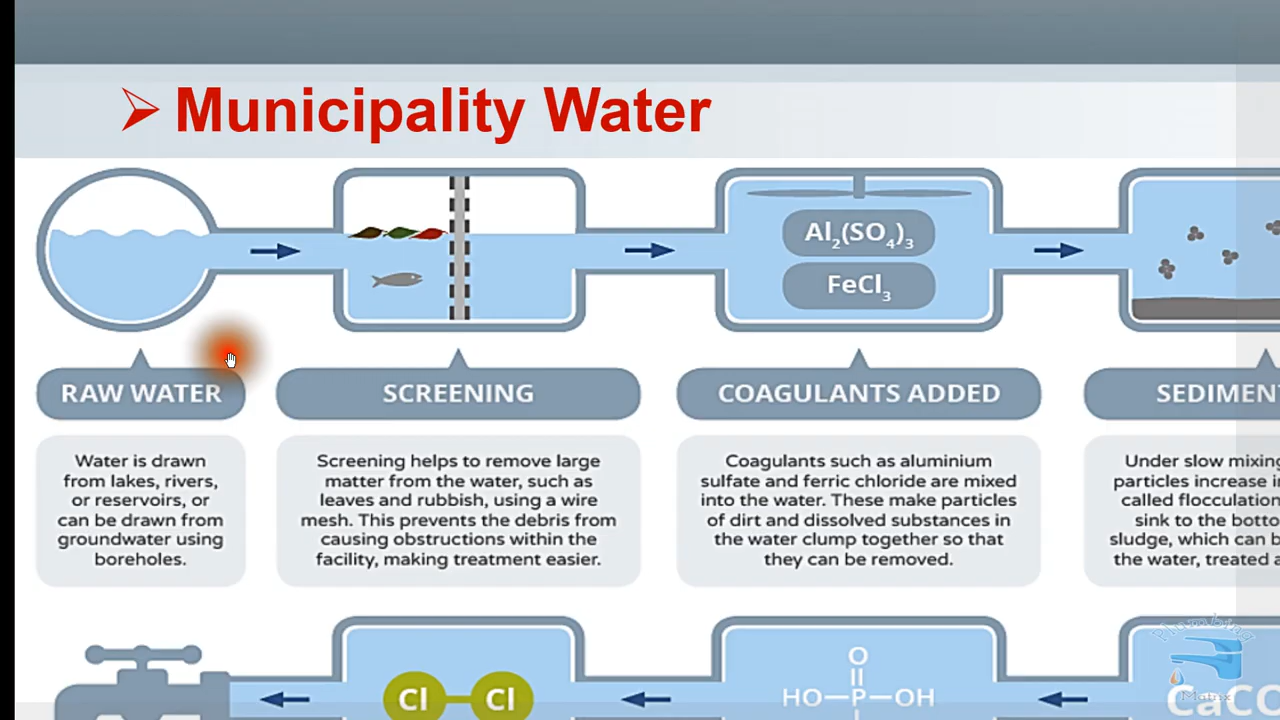 Municipality Water
Al₂(SO₄)₃
FeCl₃
RAW WATER
SCREENING
COAGULANTS ADDED
SEDIMENT
Water is drawn
from lakes, rivers,
or reservoirs, or
can be drawn from
groundwater using
boreholes.
Screening helps to remove large
matter from the water, such as
leaves and rubbish, using a wire
mesh. This prevents the debris from
causing obstructions within the
facility, making treatment easier.
Coagulants such as aluminium
sulfate and ferric chloride are mixed
into the water. These make particles
of dirt and dissolved substances in
the water clump together so that
they can be removed.
Under slow mixing
particles increase in
called flocculation
sink to the botto
sludge, which can b
the water, treated a
Cl Cl
O
HO P OH
CaCO
Plumbing
Matrix